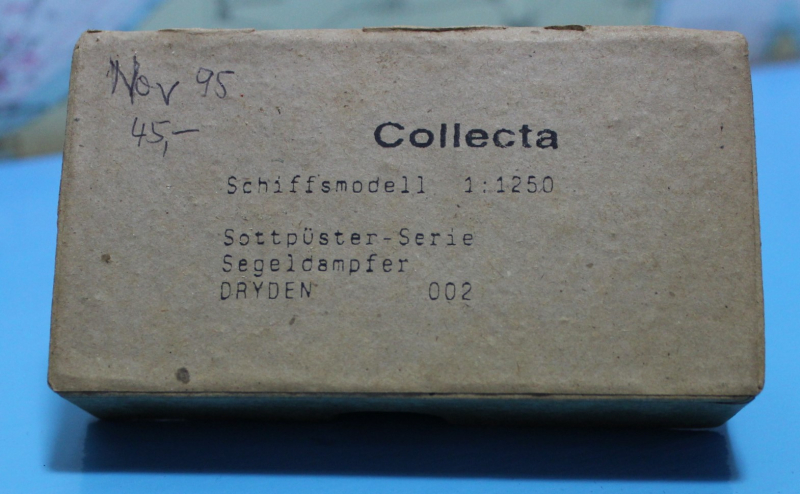 Nov 95
45,-
Collecta
Schiffsmodell 1:1250
Sottpüster-Serie
Segeldampfer
DRYDEN 002